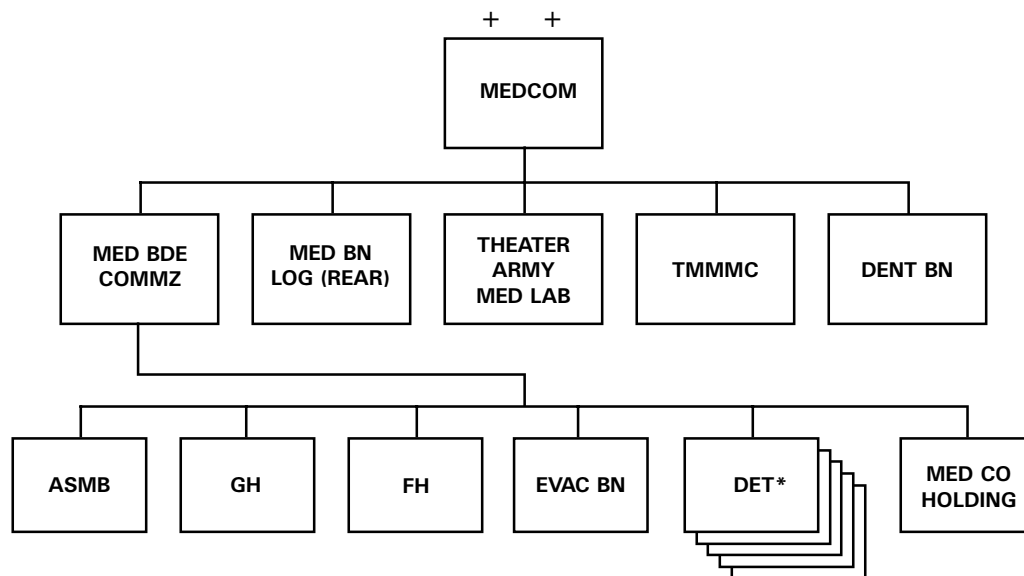 + +
MEDCOM
MED BDE
COMMZ
MED BN
LOG (REAR)
THEATER
ARMY
MED LAB
TMMMC
DENT BN
ASMB
GH
FH
EVAC BN
DET*
MED CO
HOLDING